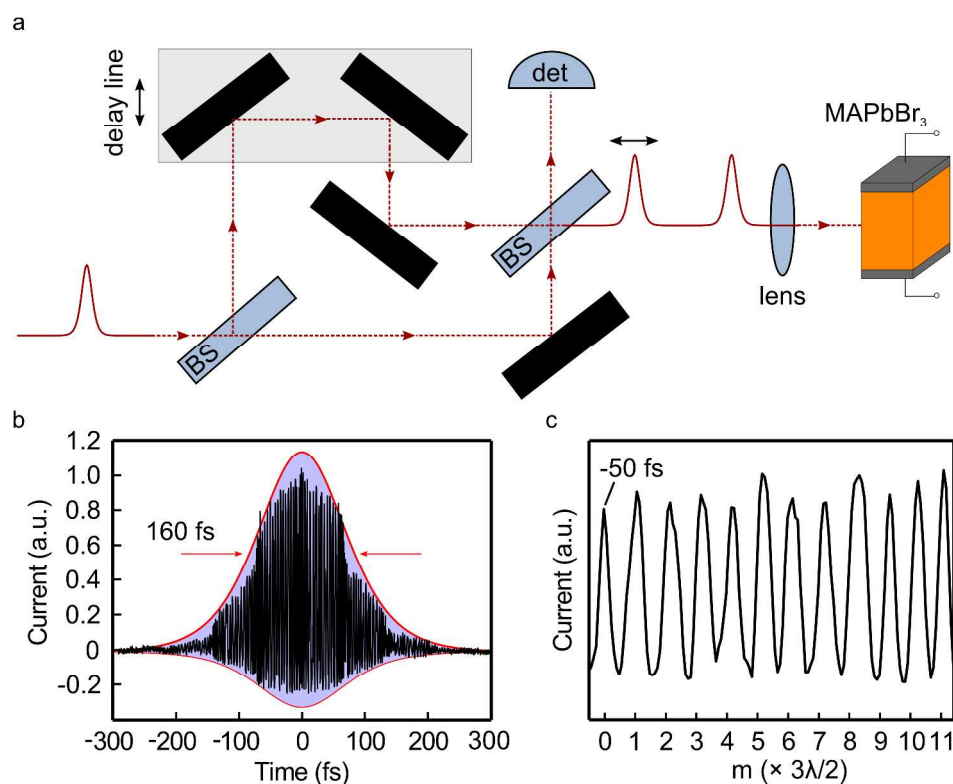 a
delay line
det
MAPbBr₃
BS
BS
lens
b
c
Current (a.u.)
1.2
1.0
0.8
0.6
0.4
0.2
0
-0.2
160 fs
-300 -200 -100 0 100 200 300
Time (fs)
Current (a.u.)
-50 fs
0 1 2 3 4 5 6 7 8 9 10 11
m (× 3λ/2)